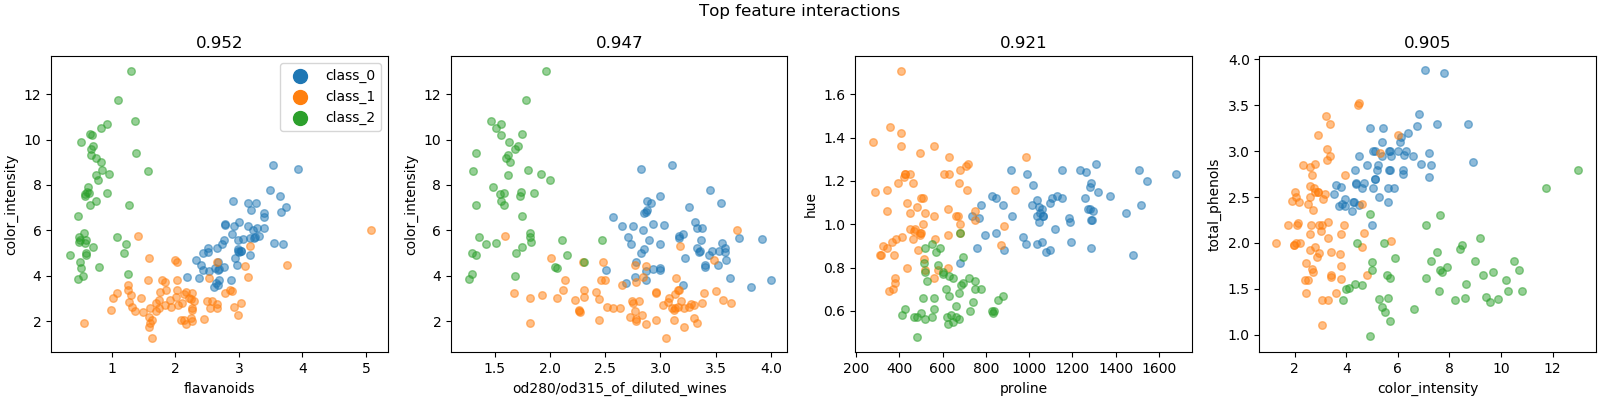 Top feature interactions
0.952
color_intensity
12
10
8
6
4
2
class_0
class_1
class_2
1 2 3 4 5
flavanoids
0.947
color_intensity
12
10
8
6
4
2
1.5 2.0 2.5 3.0 3.5 4.0
od280/od315_of_diluted_wines
0.921
hue
1.6
1.4
1.2
1.0
0.8
0.6
200 400 600 800 1000 1200 1400 1600
proline
0.905
total_phenols
4.0
3.5
3.0
2.5
2.0
1.5
1.0
2 4 6 8 10 12
color_intensity